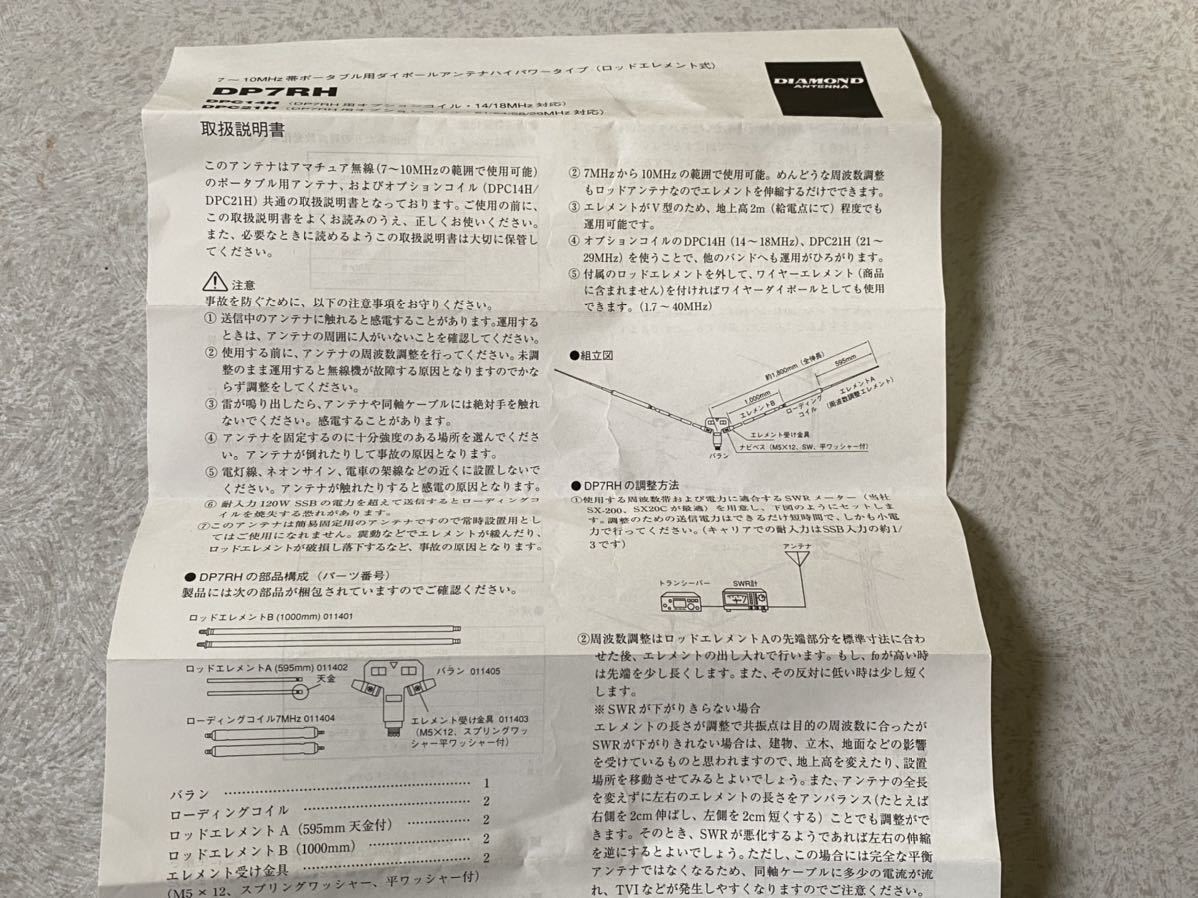 7～10MHz帯ポータブル用ダイポールアンテナハイパワータイプ（ロッドエレメント式）
DP7RH
DPC14H（DP7RH用オプションコイル・14/18MHz対応）
DPC21H（DP7RH用オプションコイル・21/24/28/29MHz対応）
DIAMOND
ANTENNA
取扱説明書
このアンテナはアマチュア無線（7～10MHzの範囲で使用可能）
のポータブル用アンテナ、およびオプションコイル（DPC14H/
DPC21H）共通の取扱説明書となっております。ご使用の前に、
この取扱説明書をよくお読みのうえ、正しくお使いください。
また、必要なときに読めるようこの取扱説明書は大切に保管し
てください。
注意
事故を防ぐために、以下の注意事項をお守りください。
① 送信中のアンテナに触れると感電することがあります。運用する
ときは、アンテナの周囲に人がいないことを確認してください。
② 使用する前に、アンテナの周波数調整を行ってください。未調
整のまま運用すると無線機が故障する原因となりますのでかな
らず調整をしてください。
③ 雷が鳴り出したら、アンテナや同軸ケーブルには絶対手を触れ
ないでください。感電することがあります。
④ アンテナを固定するのに十分強度のある場所を選んでくださ
い。アンテナが倒れたりして事故の原因となります。
⑤ 電灯線、ネオンサイン、電車の架線などの近くに設置しないで
ください。アンテナが触れたりすると感電の原因となります。
⑥ 耐入力120W SSBの電力を超えて送信するとローディングコ
イルを焼失する恐れがあります。
⑦このアンテナは簡易固定用のアンテナですので常時設置用とし
てはご使用になれません。震動などでエレメントが緩んだり、
ロッドエレメントが破損し落下するなど、事故の原因となります。
●DP7RHの部品構成（パーツ番号）
製品には次の部品が梱包されていますのでご確認ください。
ロッドエレメントB (1000mm) 011401
ロッドエレメントA (595mm) 011402
天金
バラン 011405
ローディングコイル7MHz 011404
エレメント受け金具 011403
（M5×12、スプリングワッ
シャー平ワッシャー付）
バラン ……………………………… 1
ローディングコイル ……………………… 2
ロッドエレメントA（595mm 天金付）………… 2
ロッドエレメントB（1000mm）……………… 2
エレメント受け金具 ……………………… 2
（M5 × 12、スプリングワッシャー、平ワッシャー付）
② 7MHzから10MHzの範囲で使用可能。めんどうな周波数調整
もロッドアンテナなのでエレメントを伸縮するだけでできます。
③ エレメントがV型のため、地上高2m（給電点にて）程度でも
運用可能です。
④ オプションコイルのDPC14H（14～18MHz）、DPC21H（21～
29MHz）を使うことで、他のバンドへも運用がひろがります。
⑤ 付属のロッドエレメントを外して、ワイヤーエレメント（商品
に含まれません）を付ければワイヤーダイポールとしても使用
できます。（1.7～40MHz）
●組立図
約1,800mm（全伸長）
595mm
1,000mm
エレメントB
ローディング
コイル
エレメントA
（周波数調整エレメント）
エレメント受け金具
ナビベス（M5×12、SW、平ワッシャー付）
バラン
●DP7RHの調整方法
①使用する周波数帯および電力に適合するSWRメーター（当社
SX-200、SX20Cが最適）を用意し、下図のようにセットしま
す。調整のための送信電力はできるだけ短時間で、しかも小電
力で行ってください。（キャリアでの耐入力はSSB入力の約1/
3です）
アンテナ
トランシーバー
SWR計
②周波数調整はロッドエレメントAの先端部分を標準寸法に合わ
せた後、エレメントの出し入れで行います。もし、foが高い時
は先端を少し長くします。また、その反対に低い時は少し短く
します。
※SWRが下がりきらない場合
エレメントの長さが調整で共振点は目的の周波数に合ったが
SWRが下がりきれない場合は、建物、立木、地面などの影響
を受けているものと思われますので、地上高を変えたり、設置
場所を移動させてみるとよいでしょう。また、アンテナの全長
を変えずに左右のエレメントの長さをアンバランス（たとえば
右側を2cm伸ばし、左側を2cm短くする）ことでも調整がで
きます。そのとき、SWRが悪化するようであれば左右の伸縮
を逆にするとよいでしょう。ただし、この場合には完全な平衡
アンテナではなくなるため、同軸ケーブルに多少の電流が流
れ、TVIなどが発生しやすくなりますのでご注意ください。